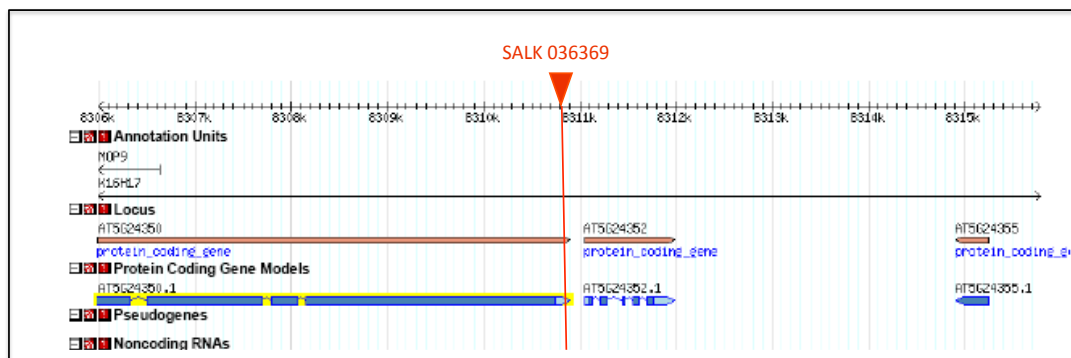 SALK 036369
8306k 8307k 8308k 8309k 8310k 8311k 8312k 8313k 8314k 8315k
Annotation Units
MOP9
K16H17
Locus
AT5G24350 AT5G24352 AT5G24355
protein_coding_gene protein_coding_gene protein_coding_ge
Protein Coding Gene Models
AT5G24350.1 AT5G24352.1 AT5G24355.1
Pseudogenes
Noncoding RNAs